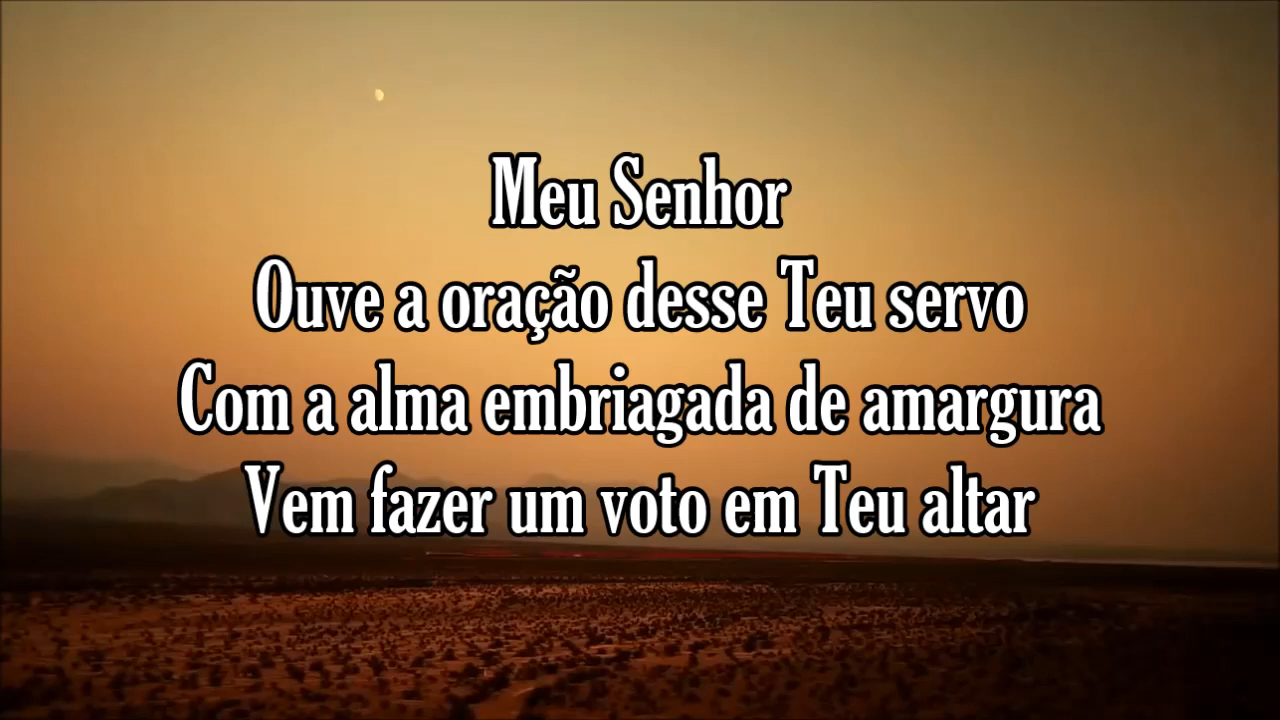 Meu Senhor
Ouve a oração desse Teu servo
Com a alma embriagada de amargura
Vem fazer um voto em Teu altar